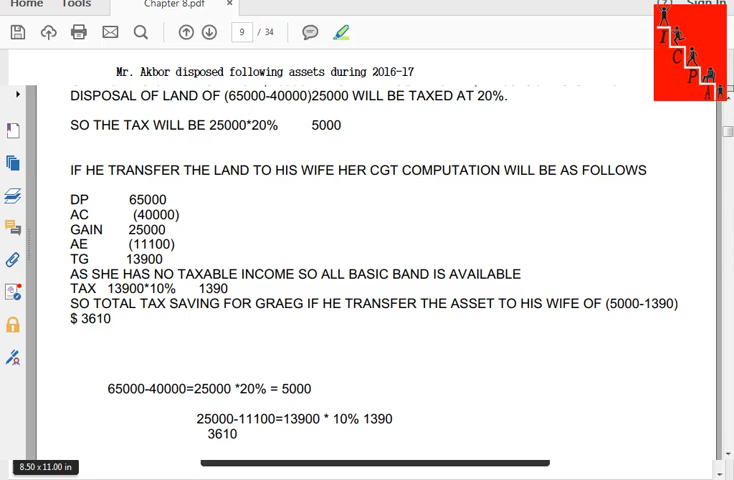 Home
Tools
Chapter 8.pdf
×
Sign In
9 / 34
I
C
P
A
Mr. Akbor disposed following assets during 2016-17
DISPOSAL OF LAND OF (65000-40000)25000 WILL BE TAXED AT 20%.
SO THE TAX WILL BE 25000*20% 5000
IF HE TRANSFER THE LAND TO HIS WIFE HER CGT COMPUTATION WILL BE AS FOLLOWS
DP 65000
AC (40000)
GAIN 25000
AE (11100)
TG 13900
AS SHE HAS NO TAXABLE INCOME SO ALL BASIC BAND IS AVAILABLE
TAX 13900*10% 1390
SO TOTAL TAX SAVING FOR GRAEG IF HE TRANSFER THE ASSET TO HIS WIFE OF (5000-1390)
$ 3610
65000-40000=25000 *20% = 5000
25000-11100=13900 * 10% 1390
3610
8.50 x 11.00 in